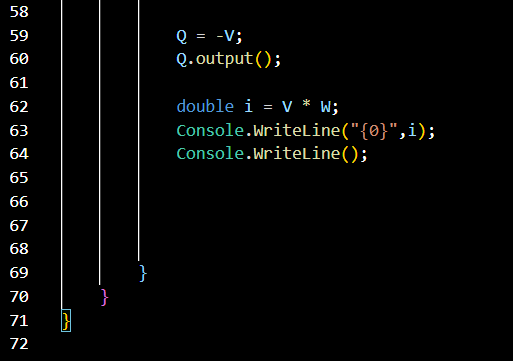 58
59 Q = -V;
60 Q.output();
61
62 double i = V * W;
63 Console.WriteLine("{0}",i);
64 Console.WriteLine();
65
66
67
68
69 }
70 }
71 }
72